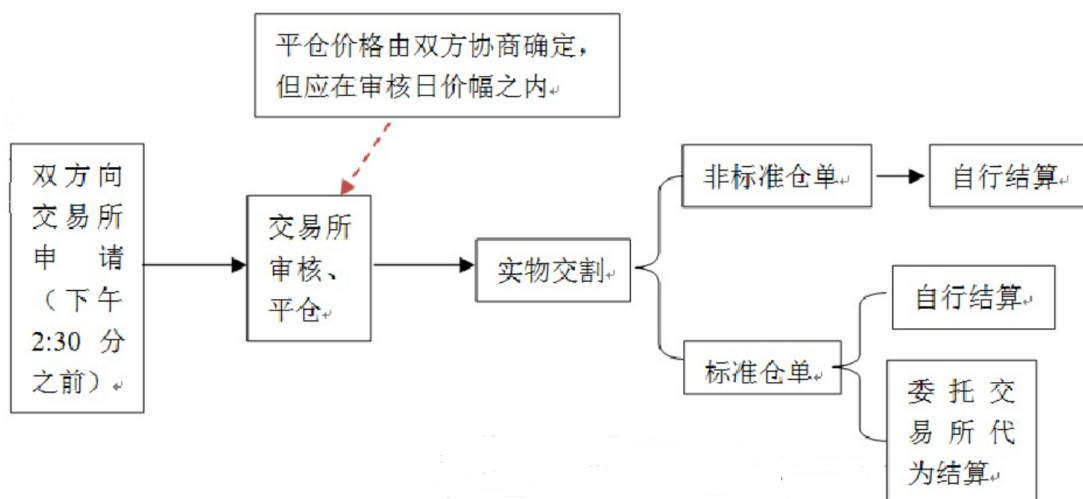 平仓价格由双方协商确定，
但应在审核日价幅之内
双方向
交易所
申请
（下午
2:30 分
之前）
交易所
审核、
平仓
实物交割
非标准仓单
自行结算
标准仓单
自行结算
委托交
易所代
为结算